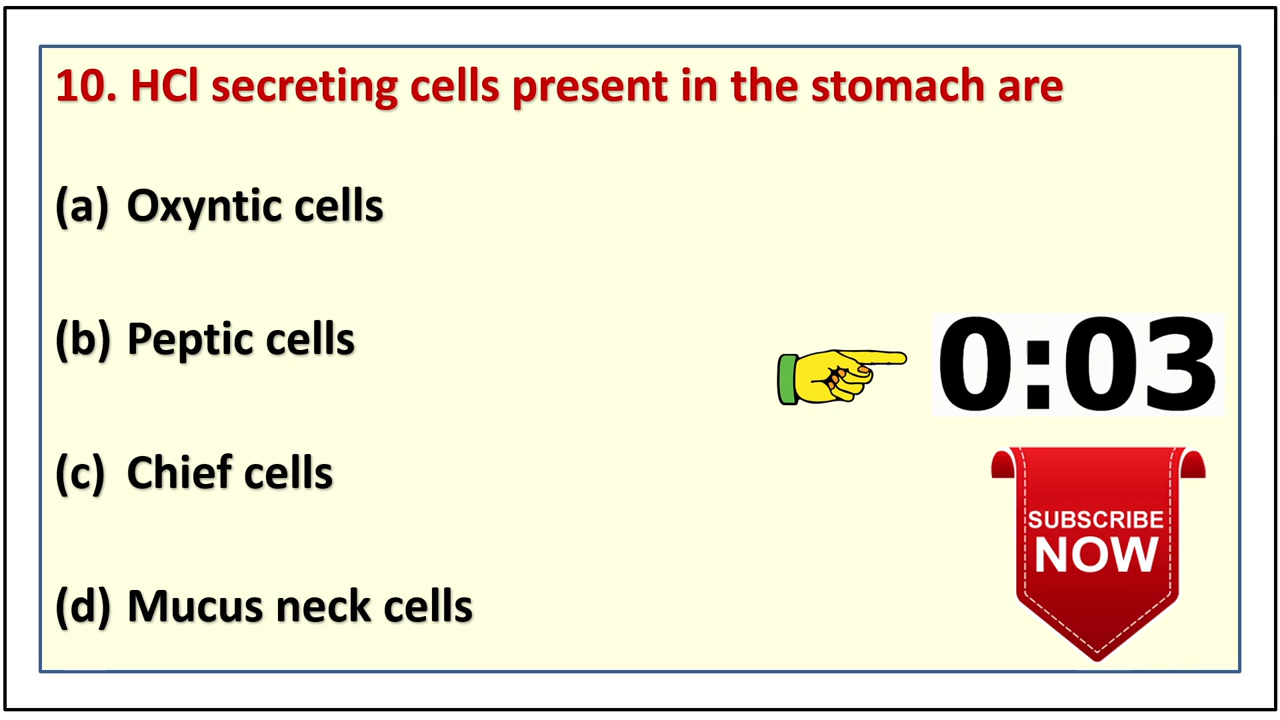 10. HCl secreting cells present in the stomach are
(a) Oxyntic cells
(b) Peptic cells
0:03
(c) Chief cells
SUBSCRIBE
NOW
(d) Mucus neck cells